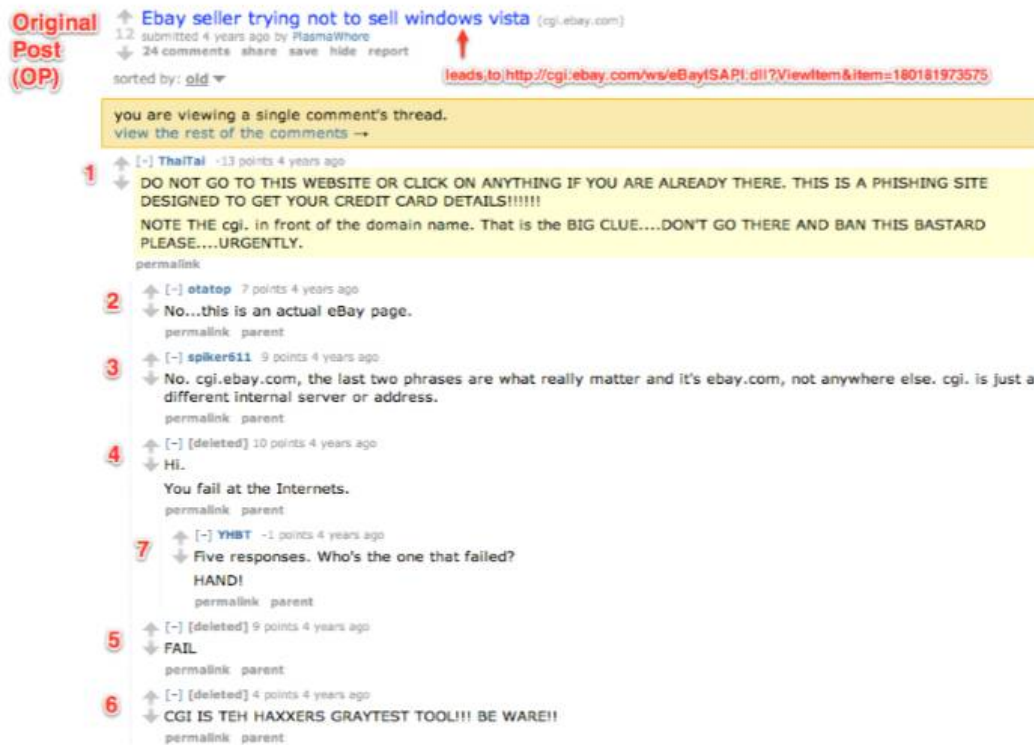 Original
Post
(OP)
Ebay seller trying not to sell windows vista (cgi.ebay.com)
12 submitted 4 years ago by PlasmaWhore
24 comments share save hide report
sorted by: old
leads to http://cgi.ebay.com/ws/eBayISAPI.dll?ViewItem&item=180181973575
you are viewing a single comment's thread.
view the rest of the comments →
1
[-] ThaiTai -13 points 4 years ago
DO NOT GO TO THIS WEBSITE OR CLICK ON ANYTHING IF YOU ARE ALREADY THERE. THIS IS A PHISHING SITE
DESIGNED TO GET YOUR CREDIT CARD DETAILS!!!!!!
NOTE THE cgi. in front of the domain name. That is the BIG CLUE....DON'T GO THERE AND BAN THIS BASTARD
PLEASE....URGENTLY.
permalink
2
[-] otatop 7 points 4 years ago
No...this is an actual eBay page.
permalink parent
3
[-] spiker611 9 points 4 years ago
No. cgi.ebay.com, the last two phrases are what really matter and it's ebay.com, not anywhere else. cgi. is just a
different internal server or address.
permalink parent
4
[-] [deleted] 10 points 4 years ago
Hi.
You fail at the Internets.
permalink parent
7
[-] YHBT -1 points 4 years ago
Five responses. Who's the one that failed?
HAND!
permalink parent
5
[-] [deleted] 9 points 4 years ago
FAIL
permalink parent
6
[-] [deleted] 4 points 4 years ago
CGI IS TEH HAXXERS GRAYTEST TOOL!!! BE WARE!!
permalink parent